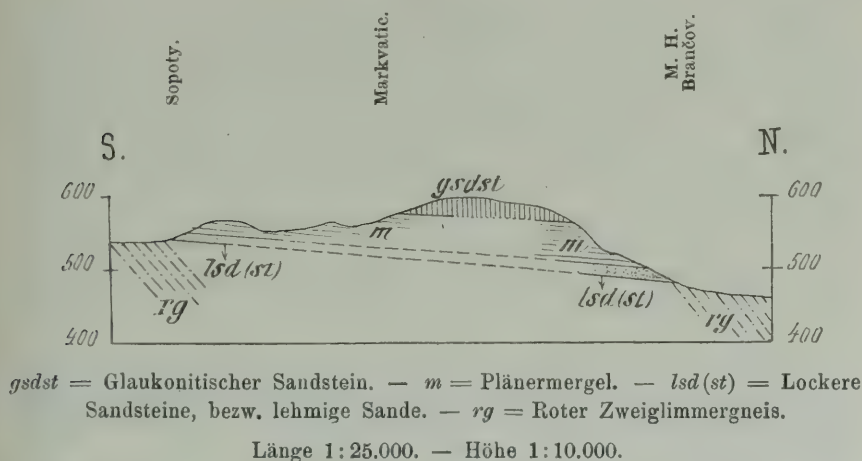 Sopoty.
Markvatic.
M. H.
Brančov.
S.
N.
gsdst
600
600
m
m
500
lsd (st)
500
lsd (st)
rg
rg
400
400
gsdst = Glaukonitischer Sandstein. — m = Plänermergel. — lsd (st) = Lockere
Sandsteine, bezw. lehmige Sande. — rg = Roter Zweiglimmergneis.
Länge 1:25.000. — Höhe 1:10.000.